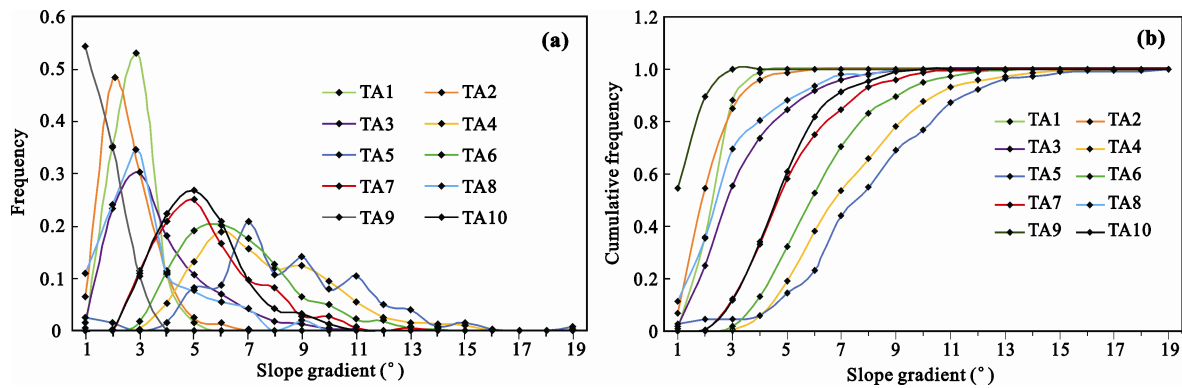 (a)
Frequency
0.6
0.5
0.4
0.3
0.2
0.1
0
TA1 TA2
TA3 TA4
TA5 TA6
TA7 TA8
TA9 TA10
1 3 5 7 9 11 13 15 17 19
Slope gradient (°)
(b)
Cumulative frequency
1.2
1.0
0.8
0.6
0.4
0.2
0
TA1 TA2
TA3 TA4
TA5 TA6
TA7 TA8
TA9 TA10
1 3 5 7 9 11 13 15 17 19
Slope gradient (°)